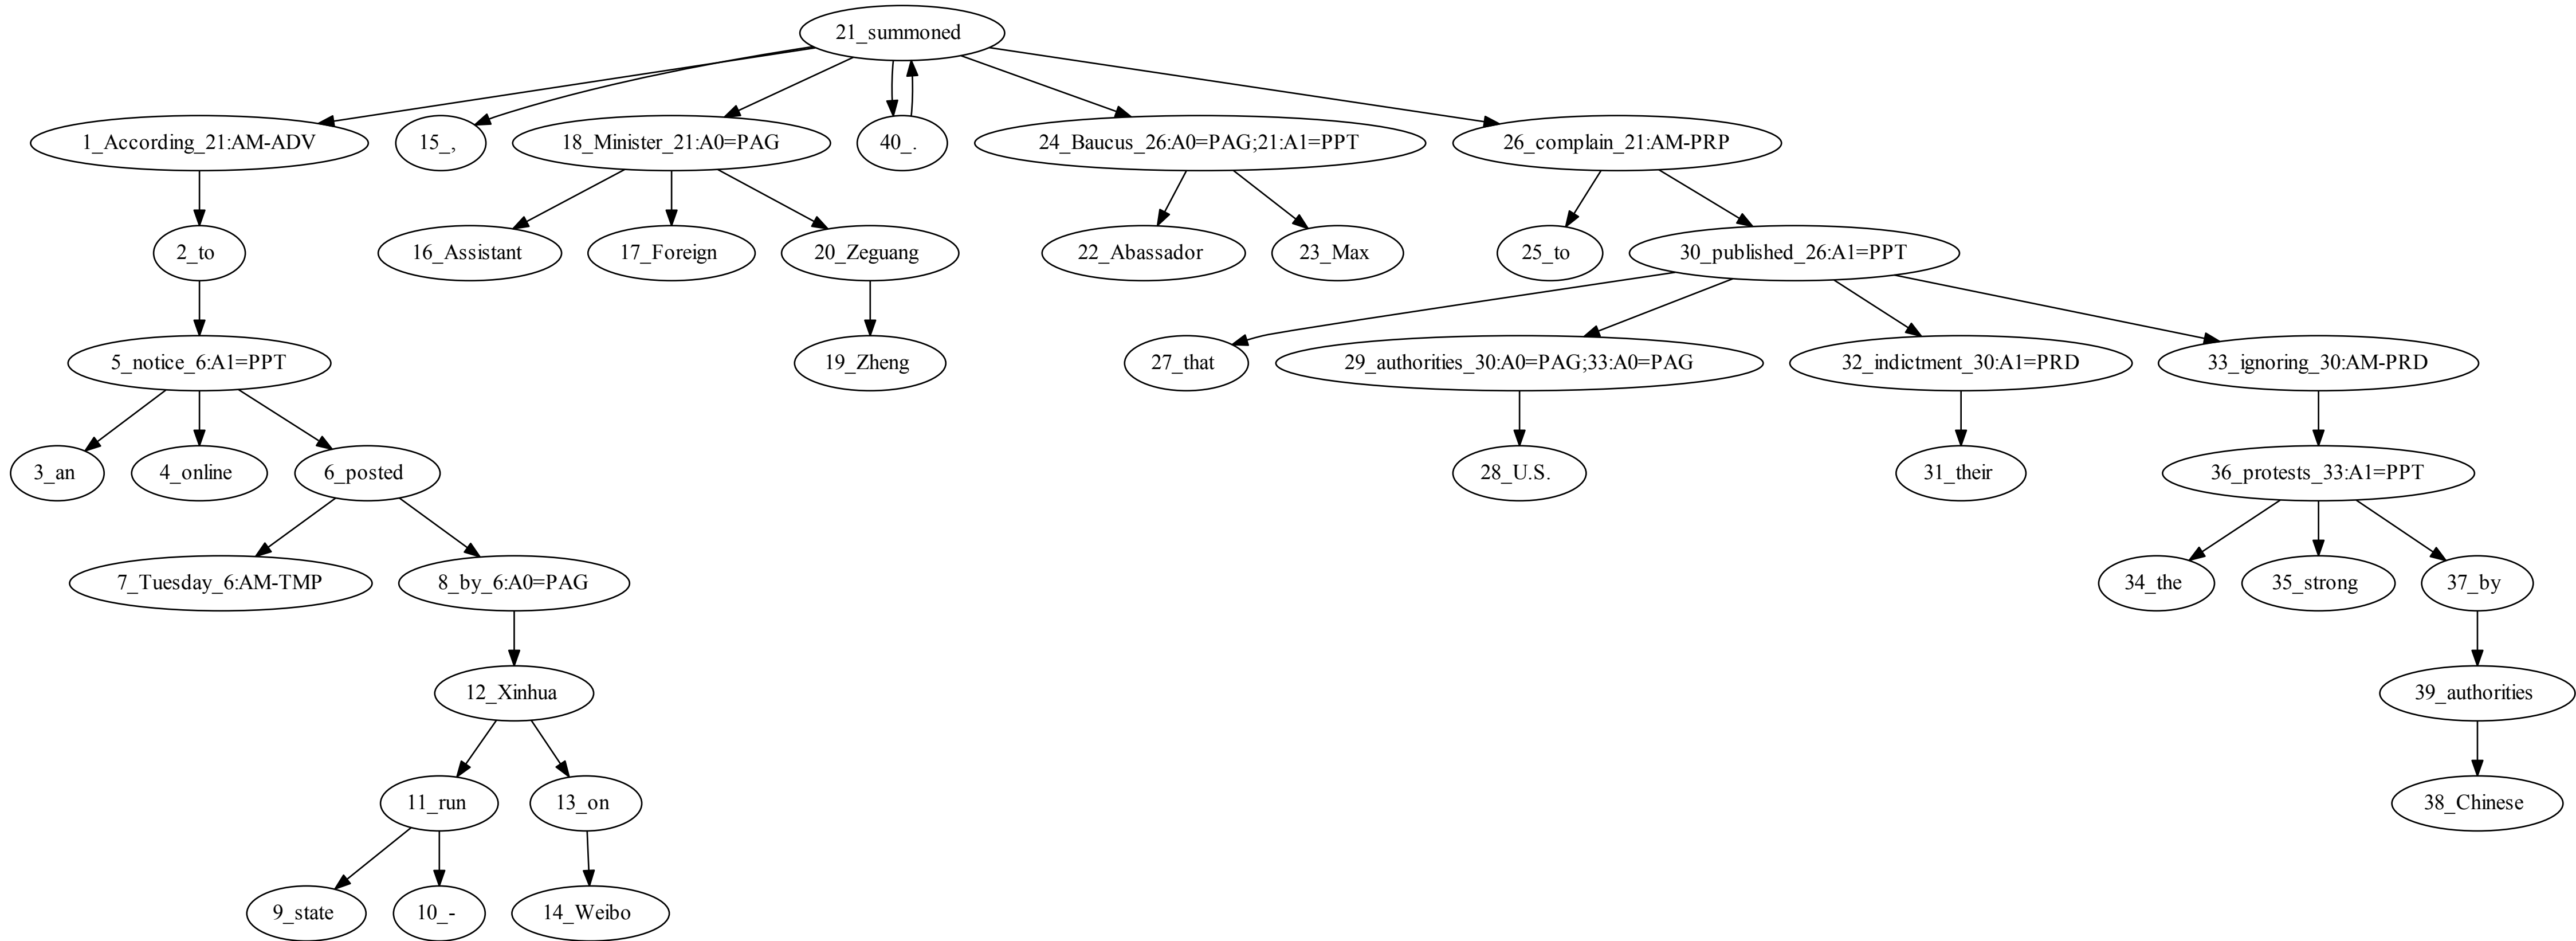 21_summoned
1_According_21:AM-ADV
15_,
18_Minister_21:A0=PAG
40_.
24_Baucus_26:A0=PAG;21:A1=PPT
26_complain_21:AM-PRP
2_to
16_Assistant
17_Foreign
20_Zeguang
22_Abassador
23_Max
25_to
30_published_26:A1=PPT
5_notice_6:A1=PPT
19_Zheng
27_that
29_authorities_30:A0=PAG;33:A0=PAG
32_indictment_30:A1=PRD
33_ignoring_30:AM-PRD
3_an
4_online
6_posted
28_U.S.
31_their
36_protests_33:A1=PPT
7_Tuesday_6:AM-TMP
8_by_6:A0=PAG
34_the
35_strong
37_by
12_Xinhua
39_authorities
11_run
13_on
38_Chinese
9_state
10_-
14_Weibo